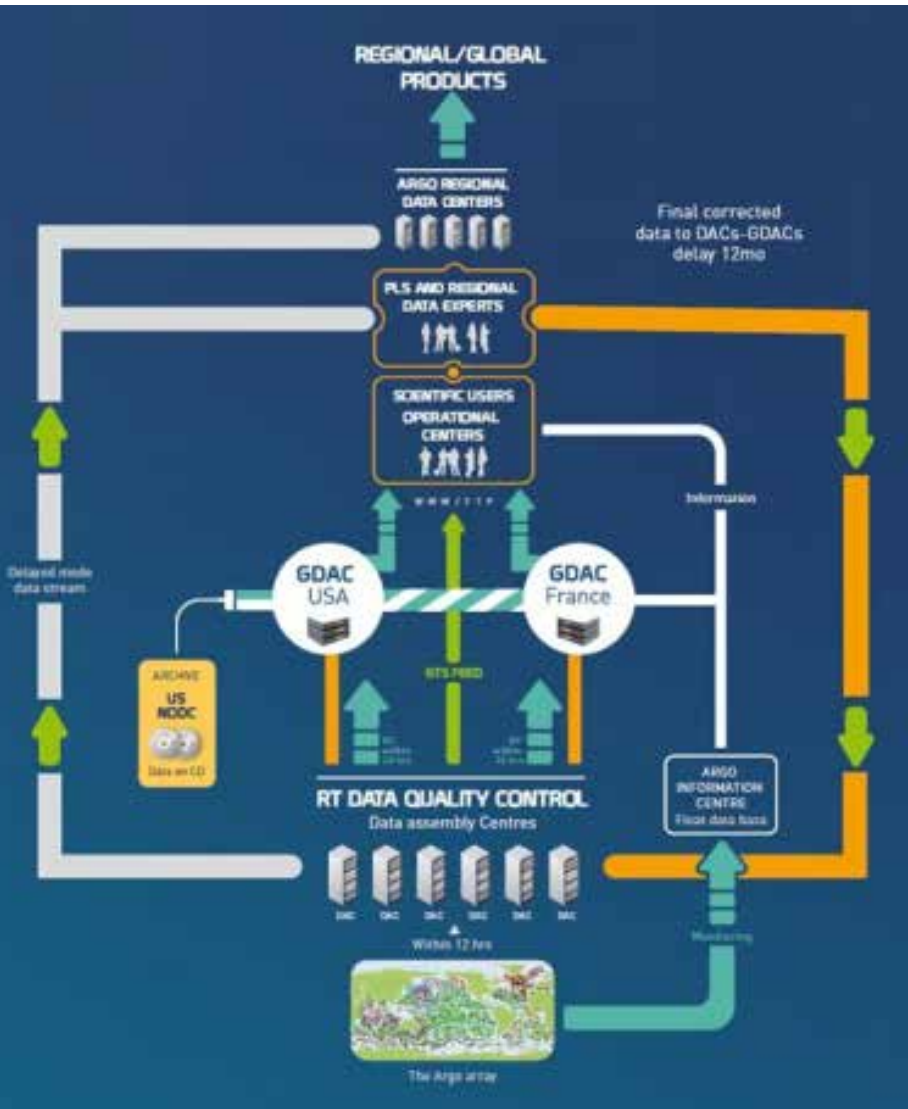 REGIONAL/GLOBAL
PRODUCTS
ARGO REGIONAL
DATA CENTERS
Final corrected
data to DACs-GDACs
delay 12mo
PLS AND REGIONAL
DATA EXPERTS
SCIENTIFIC USERS
OPERATIONAL
CENTERS
WWW/FTP
Information
Delayed mode
data stream
GDAC
USA
GDAC
France
ARCHIVE
US
NODC
Data on CD
GTS FEED
RT DATA QUALITY CONTROL
Data assembly Centres
ARGO
INFORMATION
CENTRE
Float data base
DAC DAC DAC DAC DAC DAC
Within 12 hrs
Monitoring
The Argo array